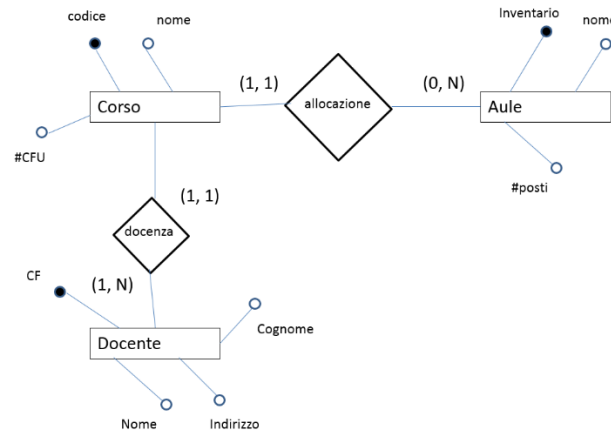 codice
nome
Inventario
nome
(1, 1)
(0, N)
Corso
allocazione
Aule
#CFU
#posti
(1, 1)
docenza
CF
(1, N)
Cognome
Docente
Nome
Indirizzo